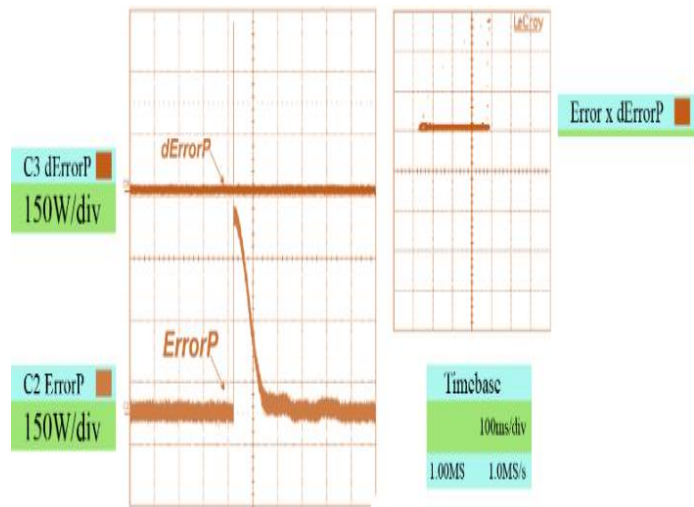 LeCroy
C3 dErrorP
150W/div
dErrorP
Error x dErrorP
ErrorP
C2 ErrorP
150W/div
Timebase
100ms/div
1.00MS 1.0MS/s